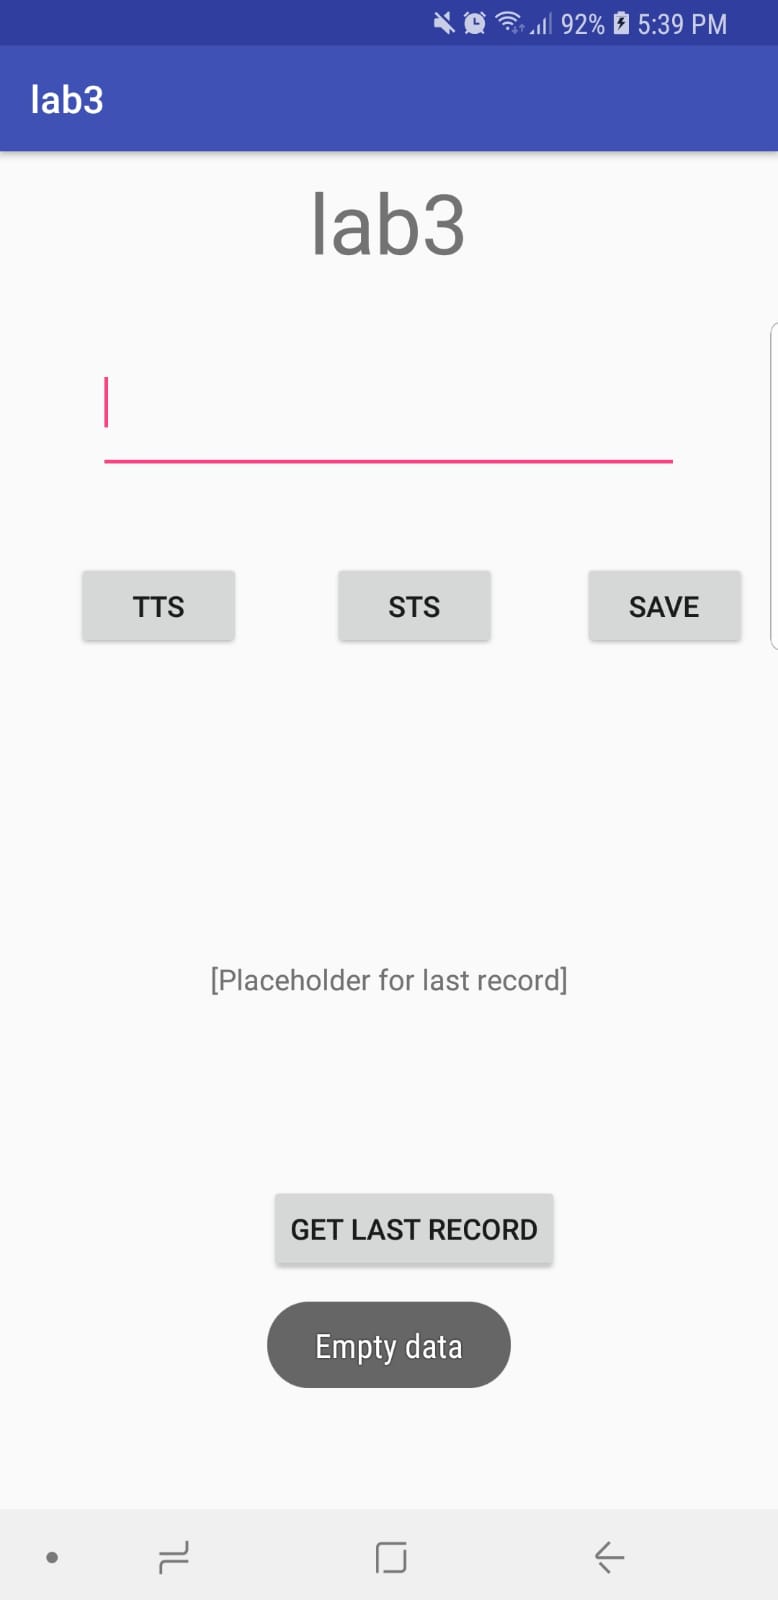 92% 5:39 PM
lab3
lab3
TTS STS SAVE
[Placeholder for last record]
GET LAST RECORD
Empty data